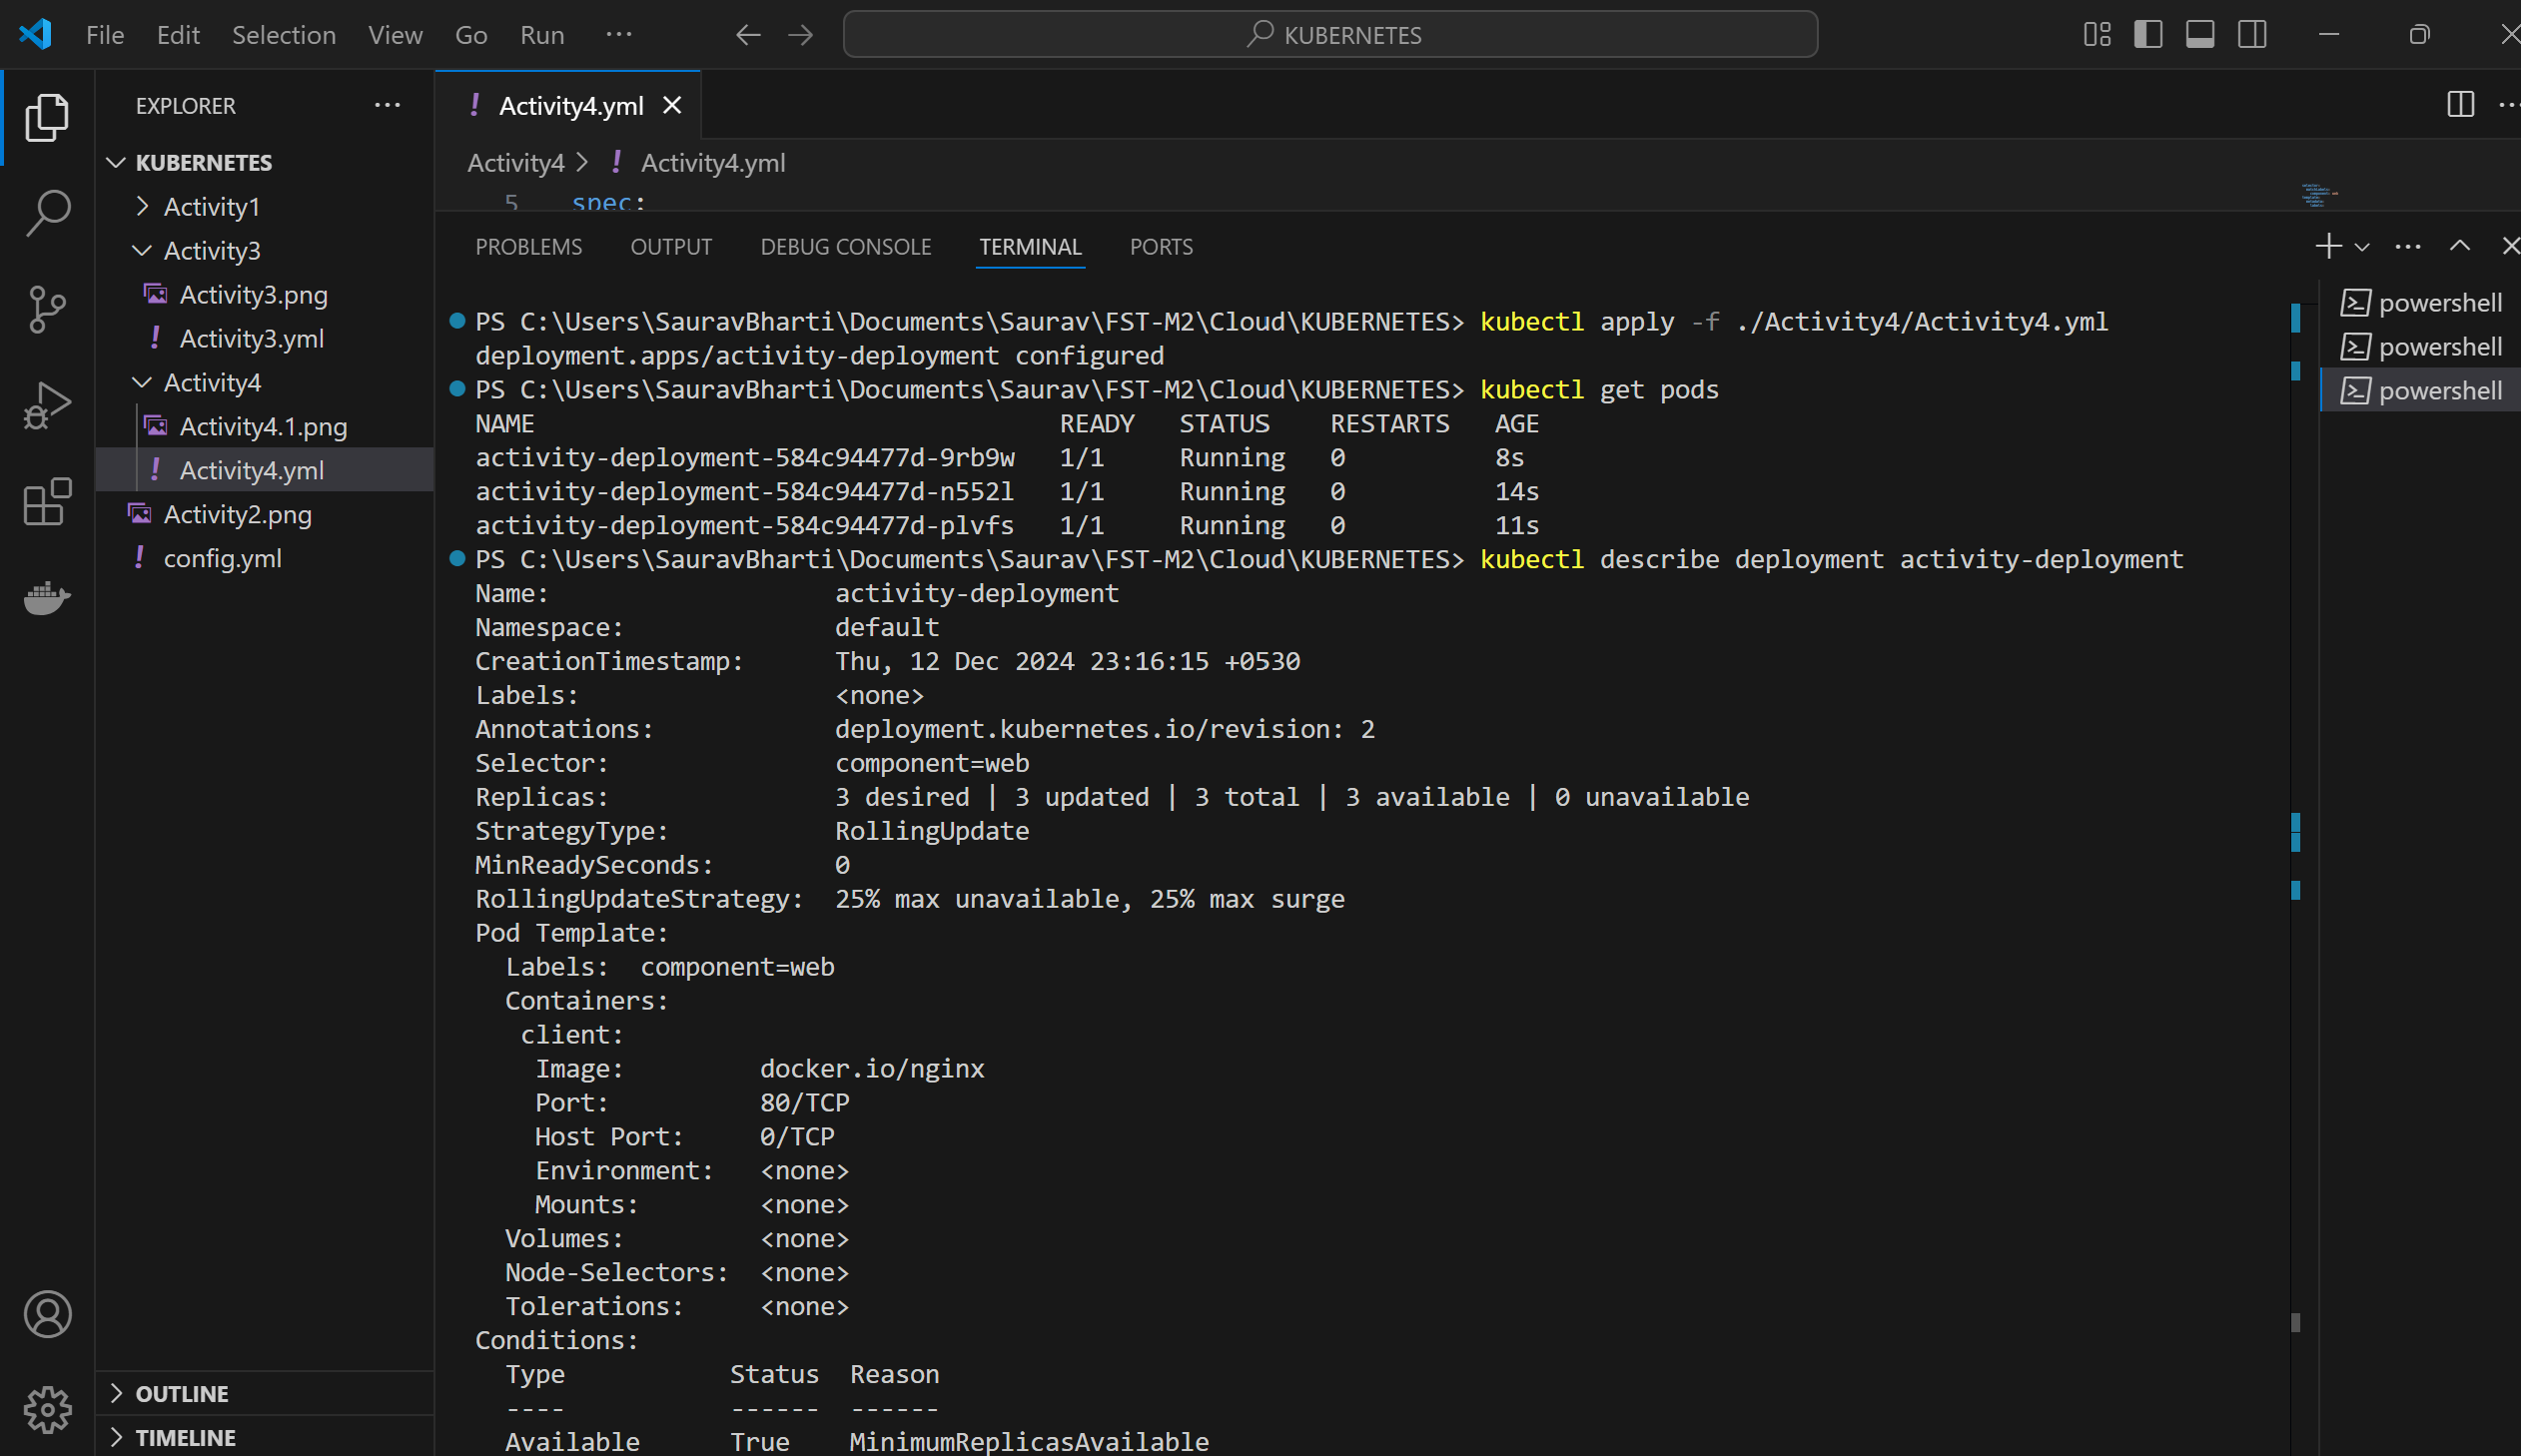 File Edit Selection View Go Run ··· KUBERNETES
EXPLORER ···
KUBERNETES
Activity1
Activity3
Activity3.png
! Activity3.yml
Activity4
Activity4.1.png
! Activity4.yml
Activity2.png
! config.yml
OUTLINE
TIMELINE
! Activity4.yml
Activity4 > ! Activity4.yml
5 spec:
PROBLEMS OUTPUT DEBUG CONSOLE TERMINAL PORTS
PS C:\Users\SauravBharti\Documents\Saurav\FST-M2\Cloud\KUBERNETES> kubectl apply -f ./Activity4/Activity4.yml
deployment.apps/activity-deployment configured
PS C:\Users\SauravBharti\Documents\Saurav\FST-M2\Cloud\KUBERNETES> kubectl get pods
NAME READY STATUS RESTARTS AGE
activity-deployment-584c94477d-9rb9w 1/1 Running 0 8s
activity-deployment-584c94477d-n552l 1/1 Running 0 14s
activity-deployment-584c94477d-plvfs 1/1 Running 0 11s
PS C:\Users\SauravBharti\Documents\Saurav\FST-M2\Cloud\KUBERNETES> kubectl describe deployment activity-deployment
Name: activity-deployment
Namespace: default
CreationTimestamp: Thu, 12 Dec 2024 23:16:15 +0530
Labels: <none>
Annotations: deployment.kubernetes.io/revision: 2
Selector: component=web
Replicas: 3 desired | 3 updated | 3 total | 3 available | 0 unavailable
StrategyType: RollingUpdate
MinReadySeconds: 0
RollingUpdateStrategy: 25% max unavailable, 25% max surge
Pod Template:
Labels: component=web
Containers:
client:
Image: docker.io/nginx
Port: 80/TCP
Host Port: 0/TCP
Environment: <none>
Mounts: <none>
Volumes: <none>
Node-Selectors: <none>
Tolerations: <none>
Conditions:
Type Status Reason
---- ------ ------
Available True MinimumReplicasAvailable
powershell
powershell
powershell